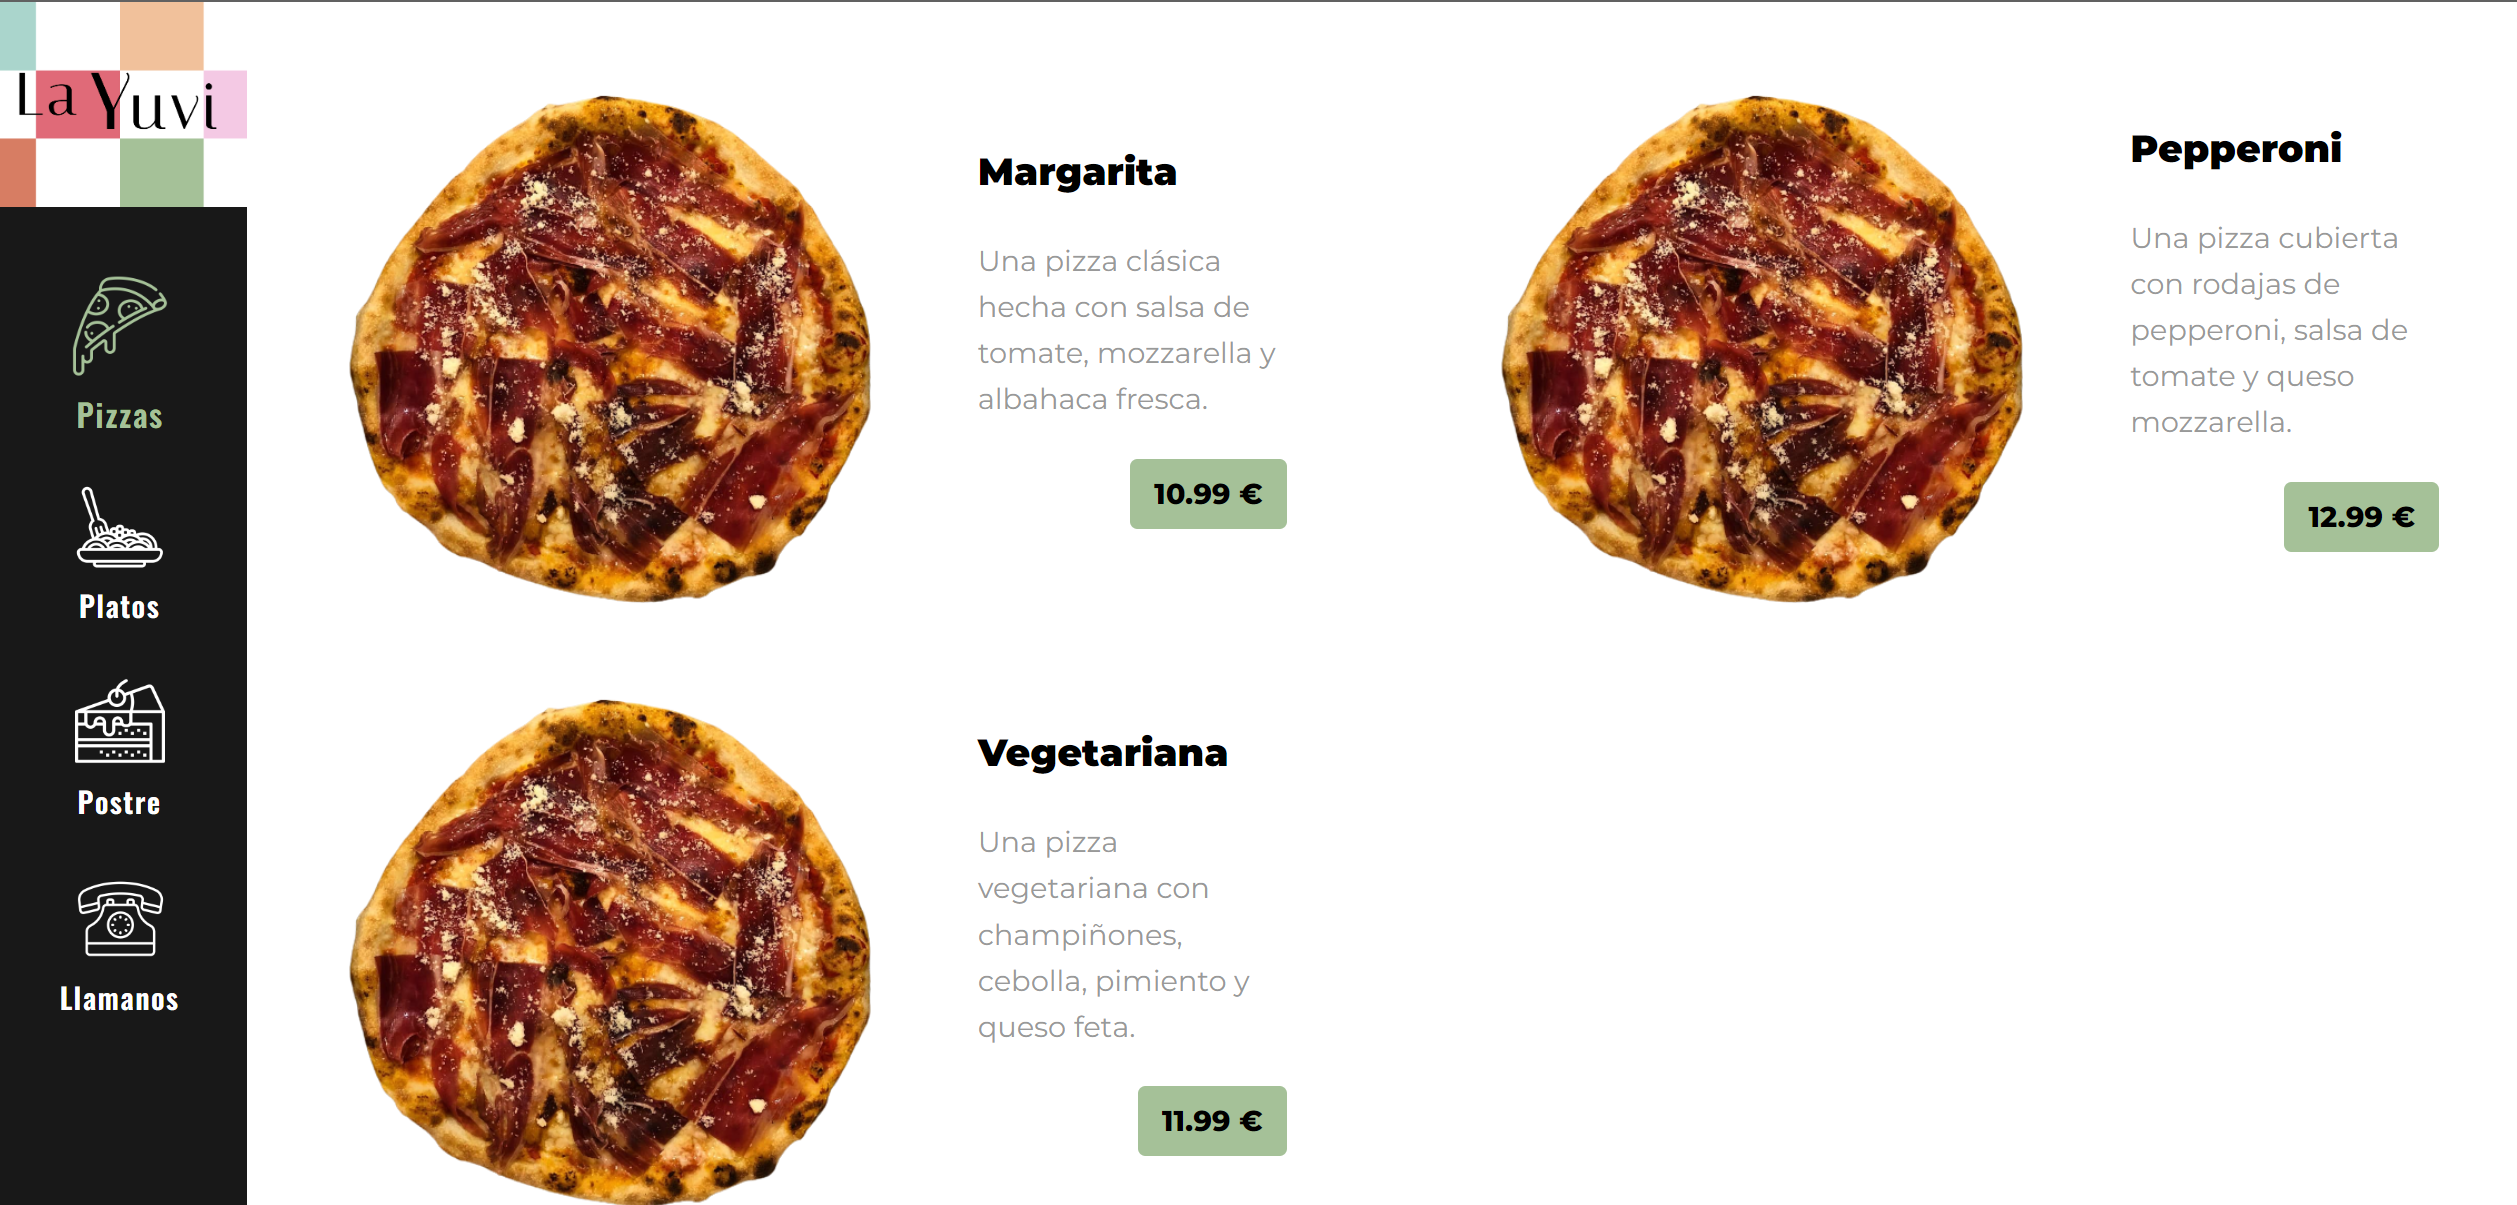 La Yuvi
Pizzas
Platos
Postre
Llamanos
Margarita
Una pizza clásica
hecha con salsa de
tomate, mozzarella y
albahaca fresca.
10.99 €
Pepperoni
Una pizza cubierta
con rodajas de
pepperoni, salsa de
tomate y queso
mozzarella.
12.99 €
Vegetariana
Una pizza
vegetariana con
champiñones,
cebolla, pimiento y
queso feta.
11.99 €